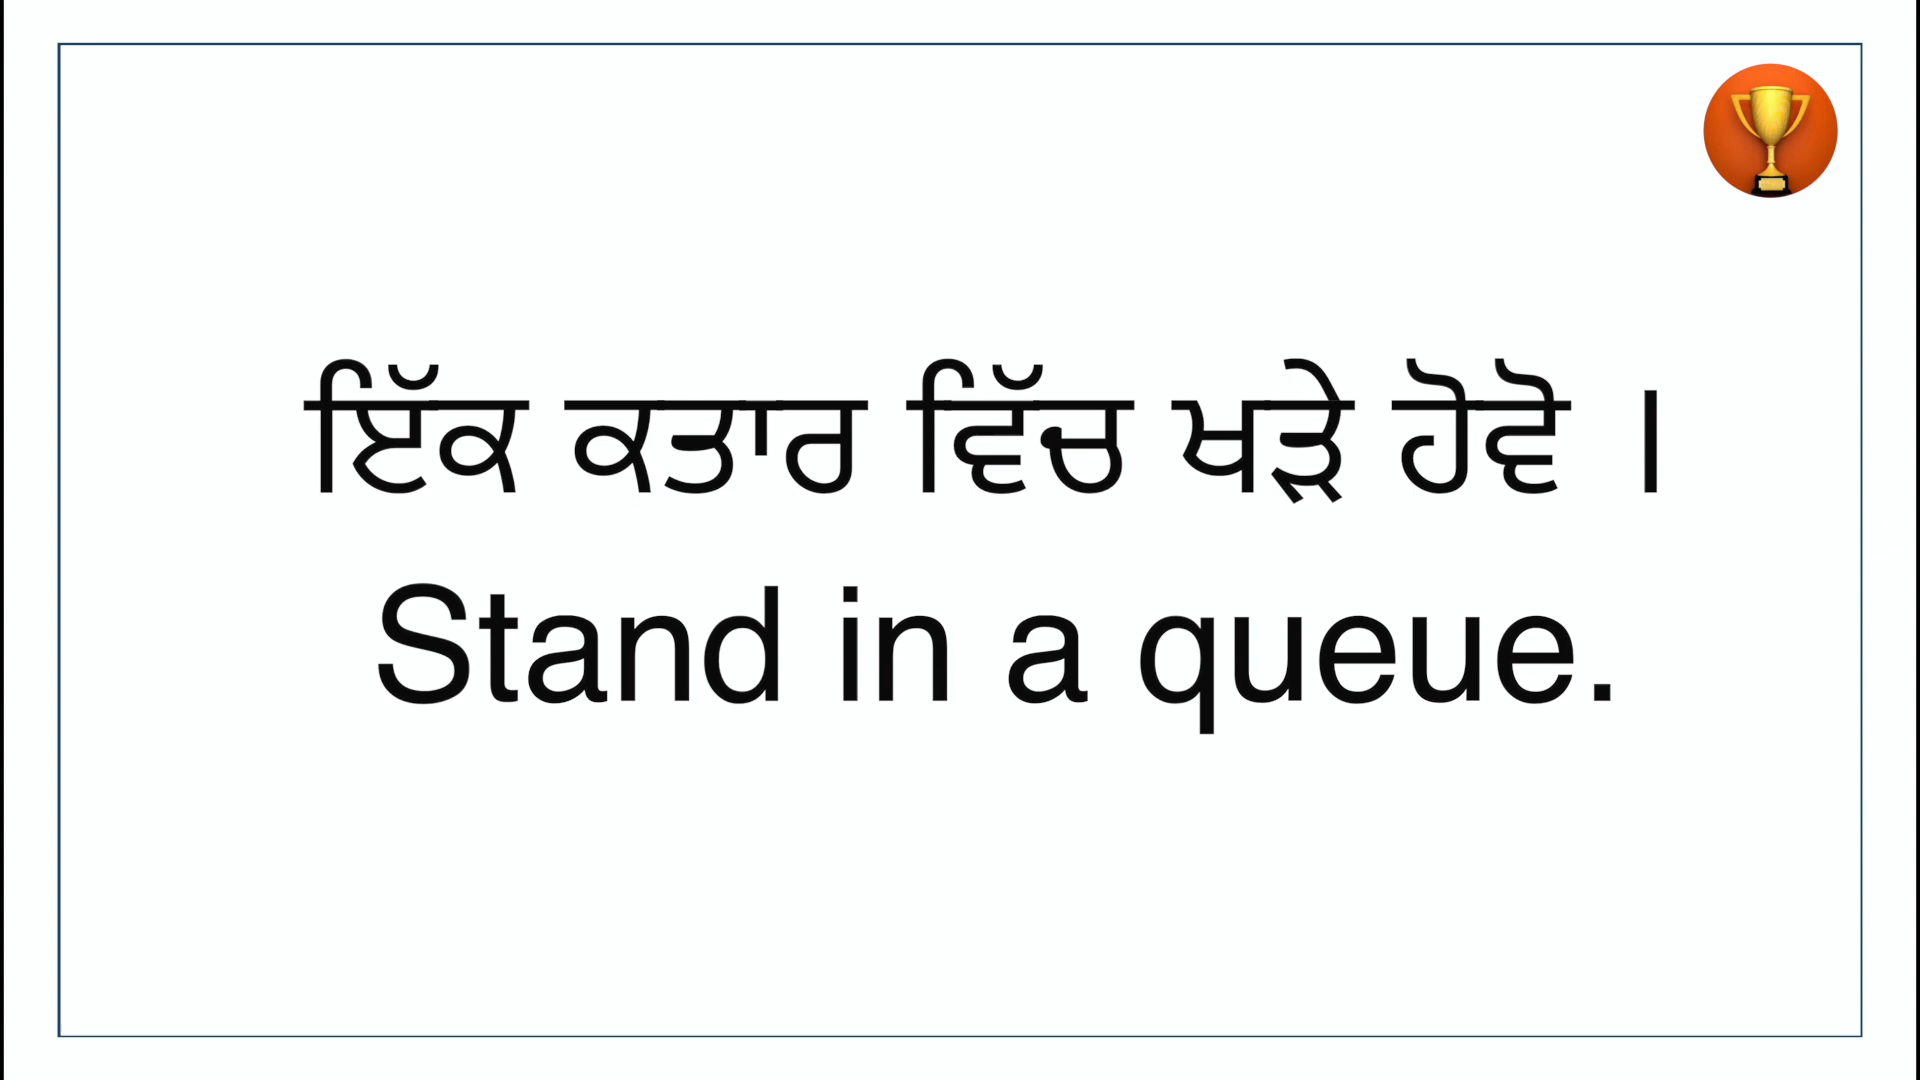 ਇੱਕ ਕਤਾਰ ਵਿੱਚ ਖੜੇ ਹੋਵੋ ।
Stand in a queue.